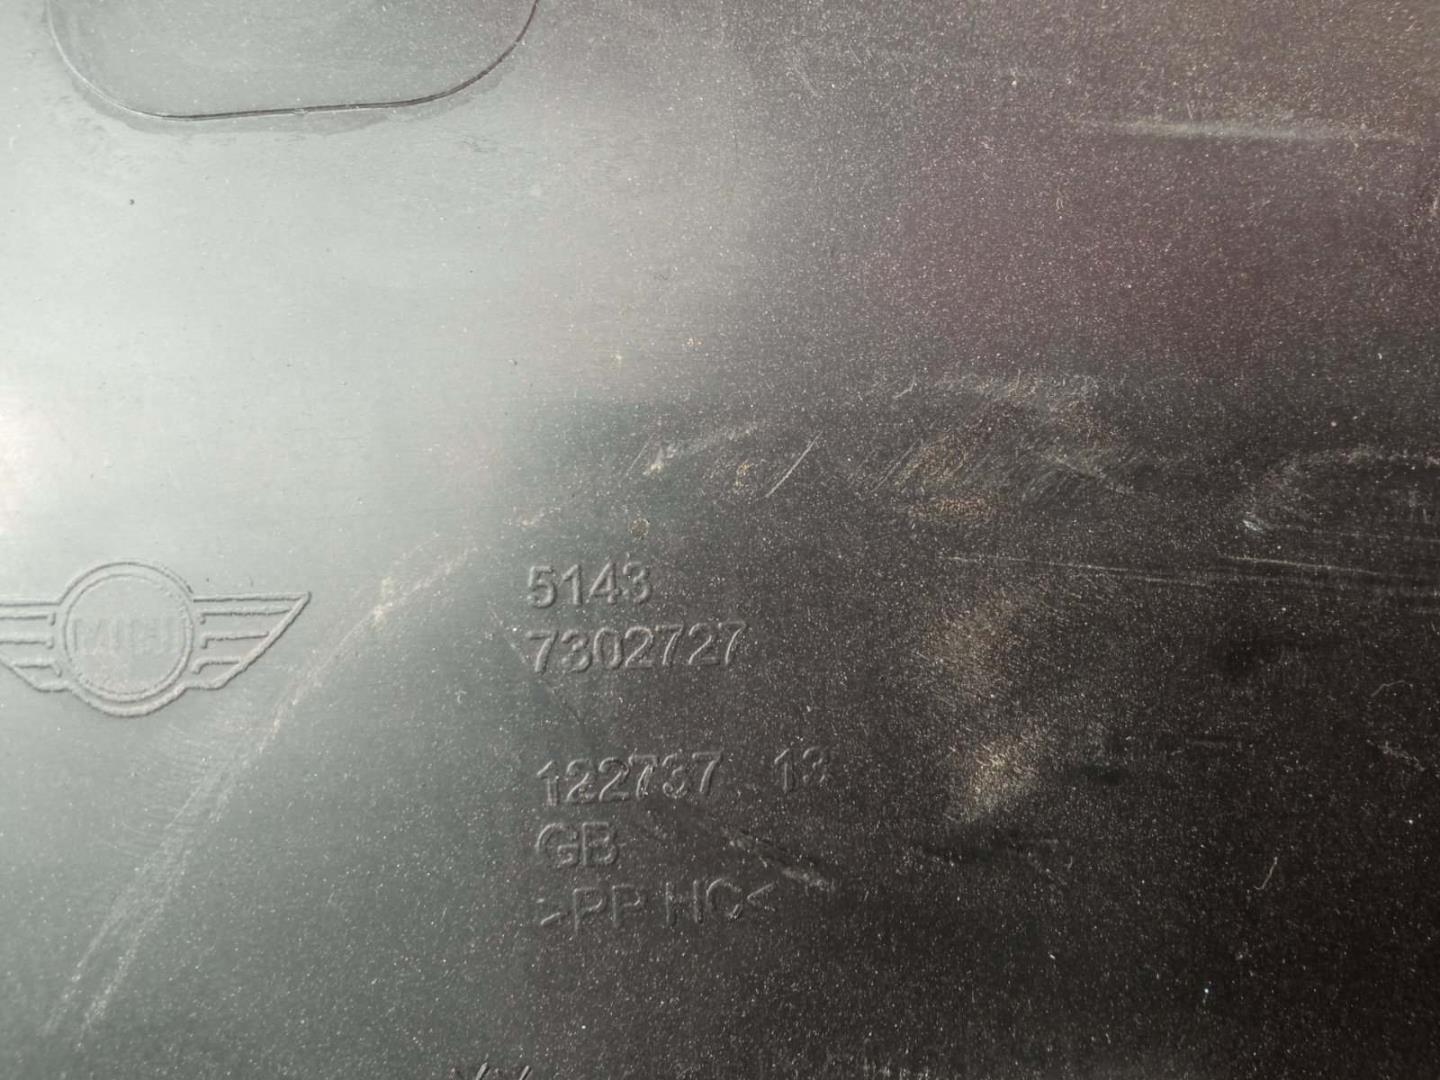 MINI
5143
7302727
122737 13
GB
>PP HC<